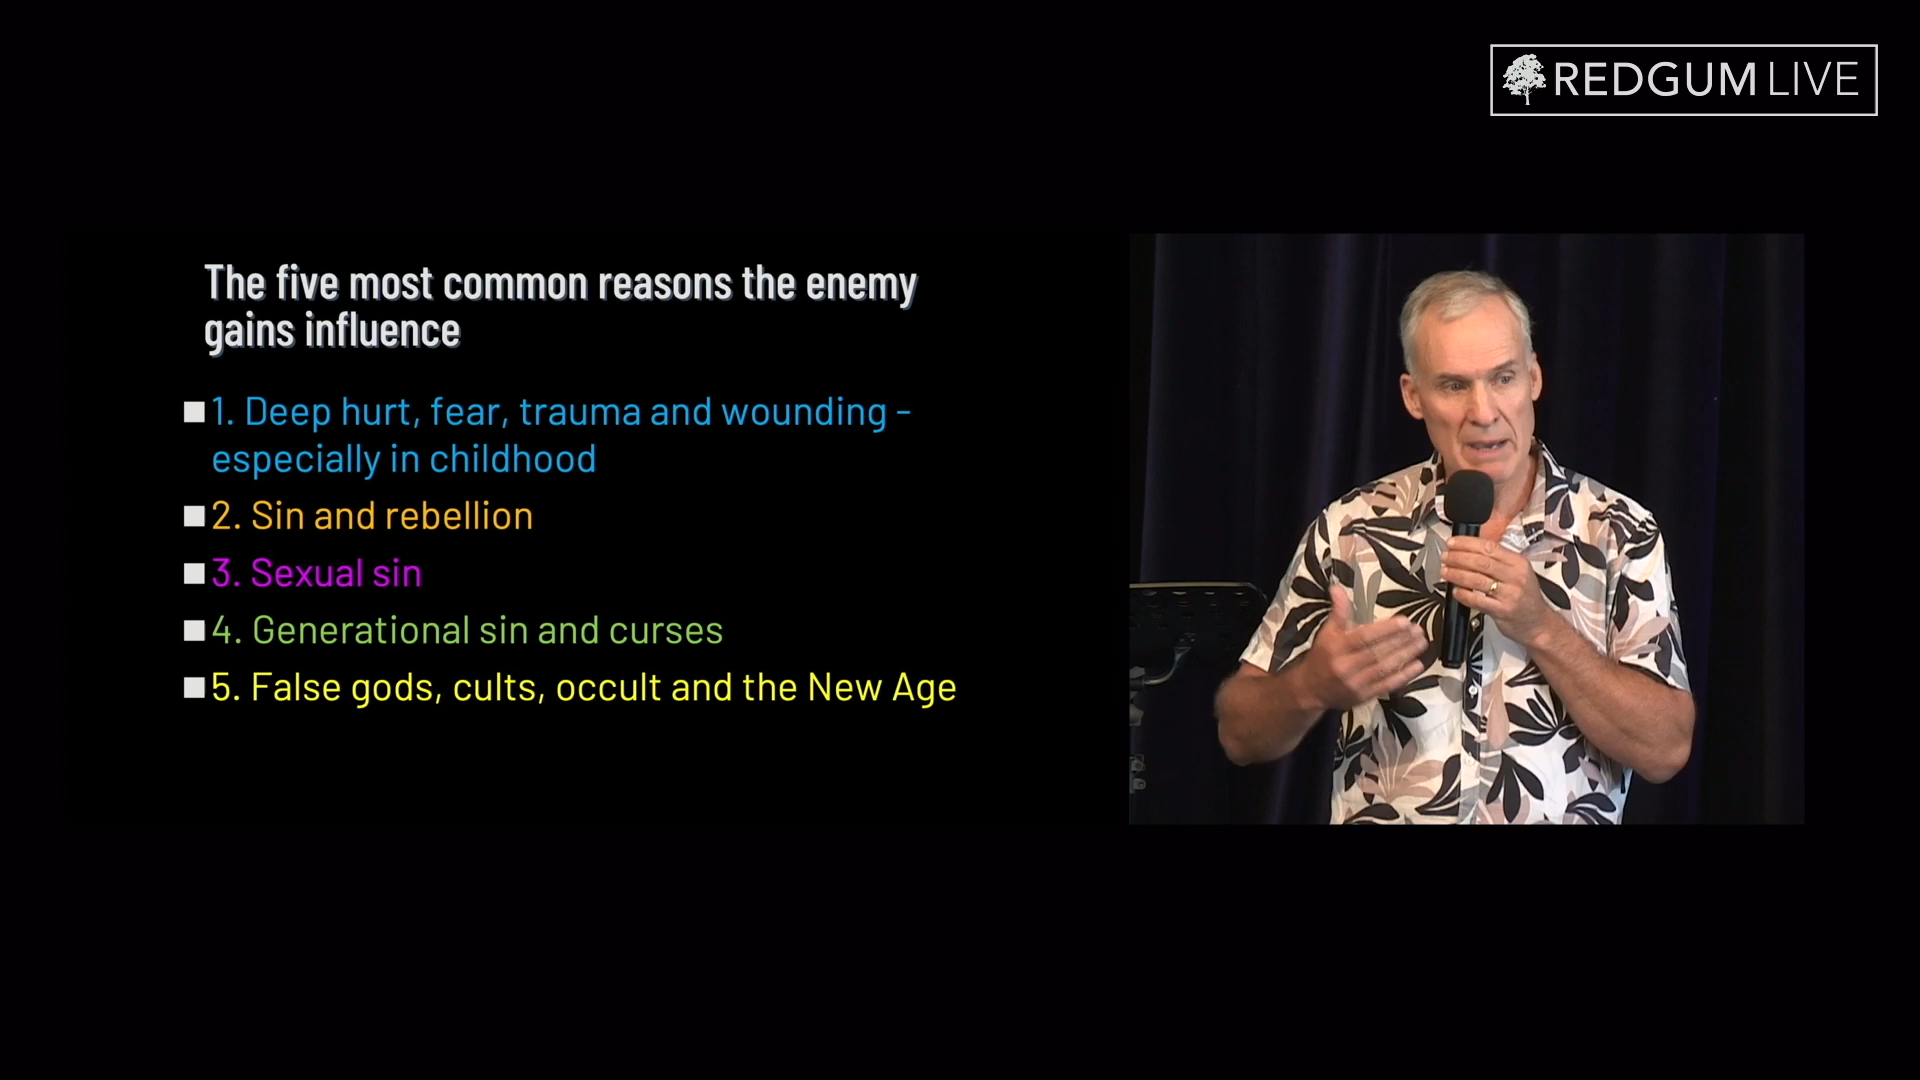 REDGUM LIVE
The five most common reasons the enemy
gains influence
1. Deep hurt, fear, trauma and wounding -
especially in childhood
2. Sin and rebellion
3. Sexual sin
4. Generational sin and curses
5. False gods, cults, occult and the New Age